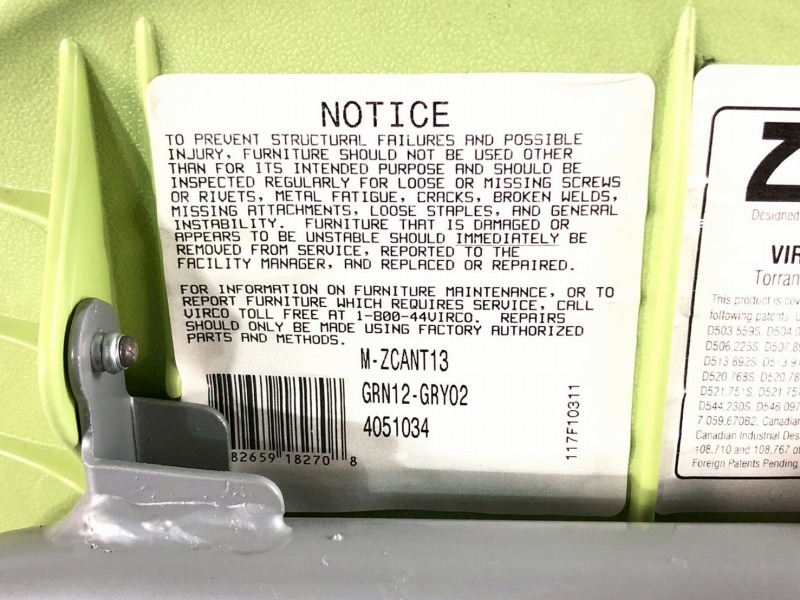 NOTICE
TO PREVENT STRUCTURAL FAILURES AND POSSIBLE
INJURY, FURNITURE SHOULD NOT BE USED OTHER
THAN FOR ITS INTENDED PURPOSE AND SHOULD BE
INSPECTED REGULARLY FOR LOOSE OR MISSING SCREWS
OR RIVETS, METAL FATIGUE, CRACKS, BROKEN WELDS,
MISSING ATTACHMENTS, LOOSE STAPLES, AND GENERAL
INSTABILITY. FURNITURE THAT IS DAMAGED OR
APPEARS TO BE UNSTABLE SHOULD IMMEDIATELY BE
REMOVED FROM SERVICE, REPORTED TO THE
FACILITY MANAGER, AND REPLACED OR REPAIRED.
FOR INFORMATION ON FURNITURE MAINTENANCE, OR TO
REPORT FURNITURE WHICH REQUIRES SERVICE, CALL
VIRCO TOLL FREE AT 1-800-44VIRCO. REPAIRS
SHOULD ONLY BE MADE USING FACTORY AUTHORIZED
PARTS AND METHODS.
M-ZCANT13
GRN12-GRY02
4051034
82659 18270 8
117F10311
Z
Designed
VIR
Torran
This product is cov
following patents: U
D503.559S, D504.0
D506.225S, D507.8
D513.892S, D513.9
D520.768S, D520.78
D521.751S, D521.75
D544.230S, D546.097
7.059,670B2, Canadian
Canadian Industrial Des
108,710 and 108,767 o
Foreign Patents Pending